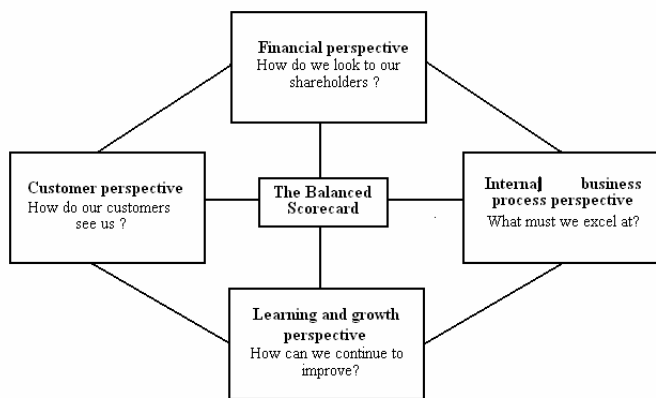 Financial perspective
How do we look to our
shareholders ?
Customer perspective
How do our customers
see us ?
The Balanced
Scorecard
Internal business
process perspective
What must we excel at?
Learning and growth
perspective
How can we continue to
improve?